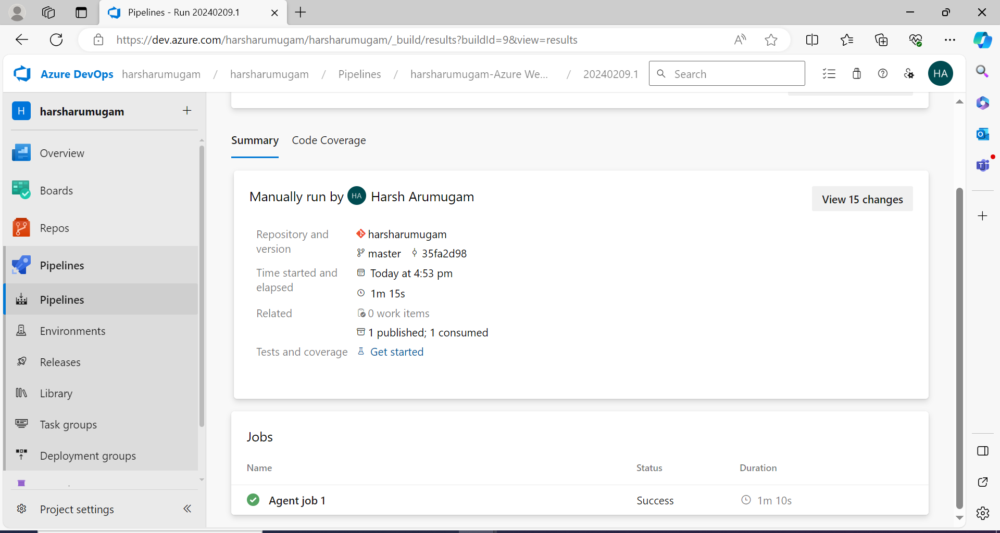 Pipelines - Run 20240209.1
https://dev.azure.com/harsharumugam/harsharumugam/_build/results?buildId=9&view=results
Azure DevOps harsharumugam / harsharumugam / Pipelines / harsharumugam-Azure We... / 20240209.1 Search HA
H harsharumugam
Overview
Boards
Repos
Pipelines
Pipelines
Environments
Releases
Library
Task groups
Deployment groups
Project settings
Summary Code Coverage
Manually run by HA Harsh Arumugam
View 15 changes
Repository and version
harsharumugam
master 35fa2d98
Time started and elapsed
Today at 4:53 pm
1m 15s
Related
0 work items
1 published; 1 consumed
Tests and coverage
Get started
Jobs
Name Status Duration
Agent job 1 Success 1m 10s